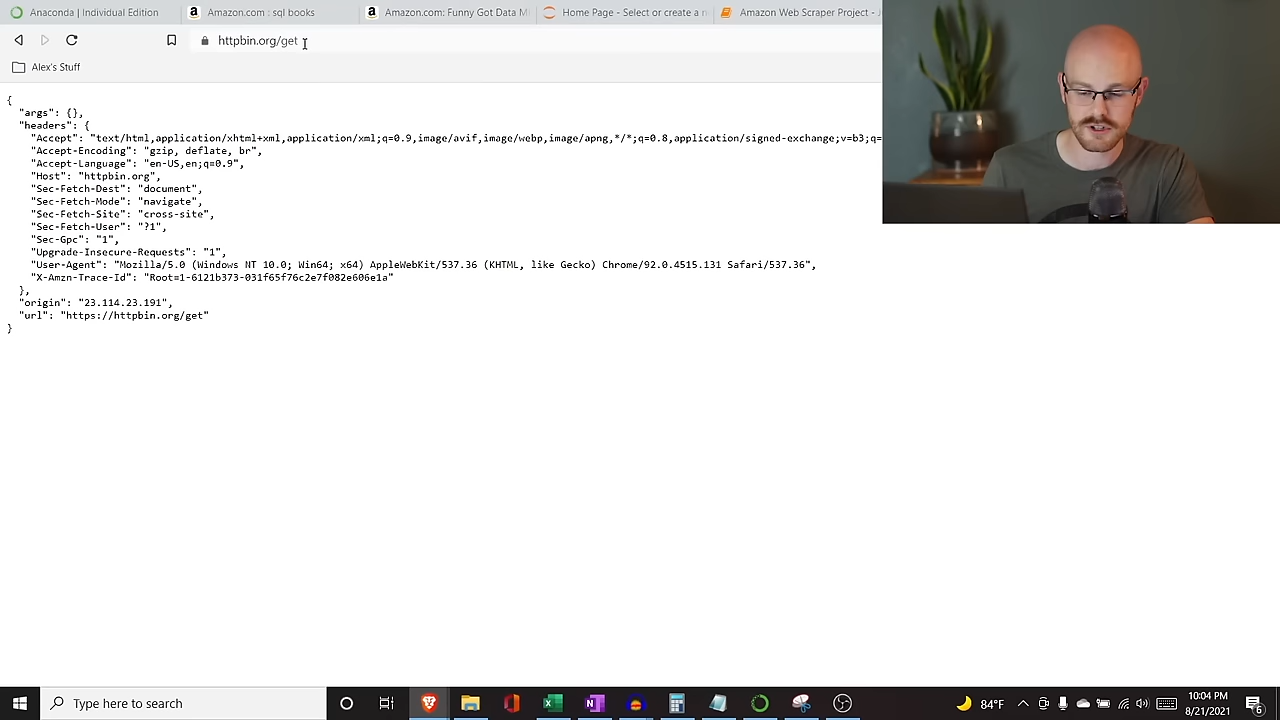 Anaconda | Individual Edition
Amazon.com : sql books
Amazon.com: Funny Got Data M
Home Page - Select or create a n
Amazon Web Scraper Project - J
httpbin.org/get
Alex's Stuff
{
"args": {},
"headers": {
"Accept": "text/html,application/xhtml+xml,application/xml;q=0.9,image/avif,image/webp,image/apng,*/*;q=0.8,application/signed-exchange;v=b3;q=
"Accept-Encoding": "gzip, deflate, br",
"Accept-Language": "en-US,en;q=0.9",
"Host": "httpbin.org",
"Sec-Fetch-Dest": "document",
"Sec-Fetch-Mode": "navigate",
"Sec-Fetch-Site": "cross-site",
"Sec-Fetch-User": "?1",
"Sec-Gpc": "1",
"Upgrade-Insecure-Requests": "1",
"User-Agent": "Mozilla/5.0 (Windows NT 10.0; Win64; x64) AppleWebKit/537.36 (KHTML, like Gecko) Chrome/92.0.4515.131 Safari/537.36",
"X-Amzn-Trace-Id": "Root=1-6121b373-031f65f76c2e7f082e606e1a"
},
"origin": "23.114.23.191",
"url": "https://httpbin.org/get"
}
Type here to search
84°F
10:04 PM
8/21/2021
6